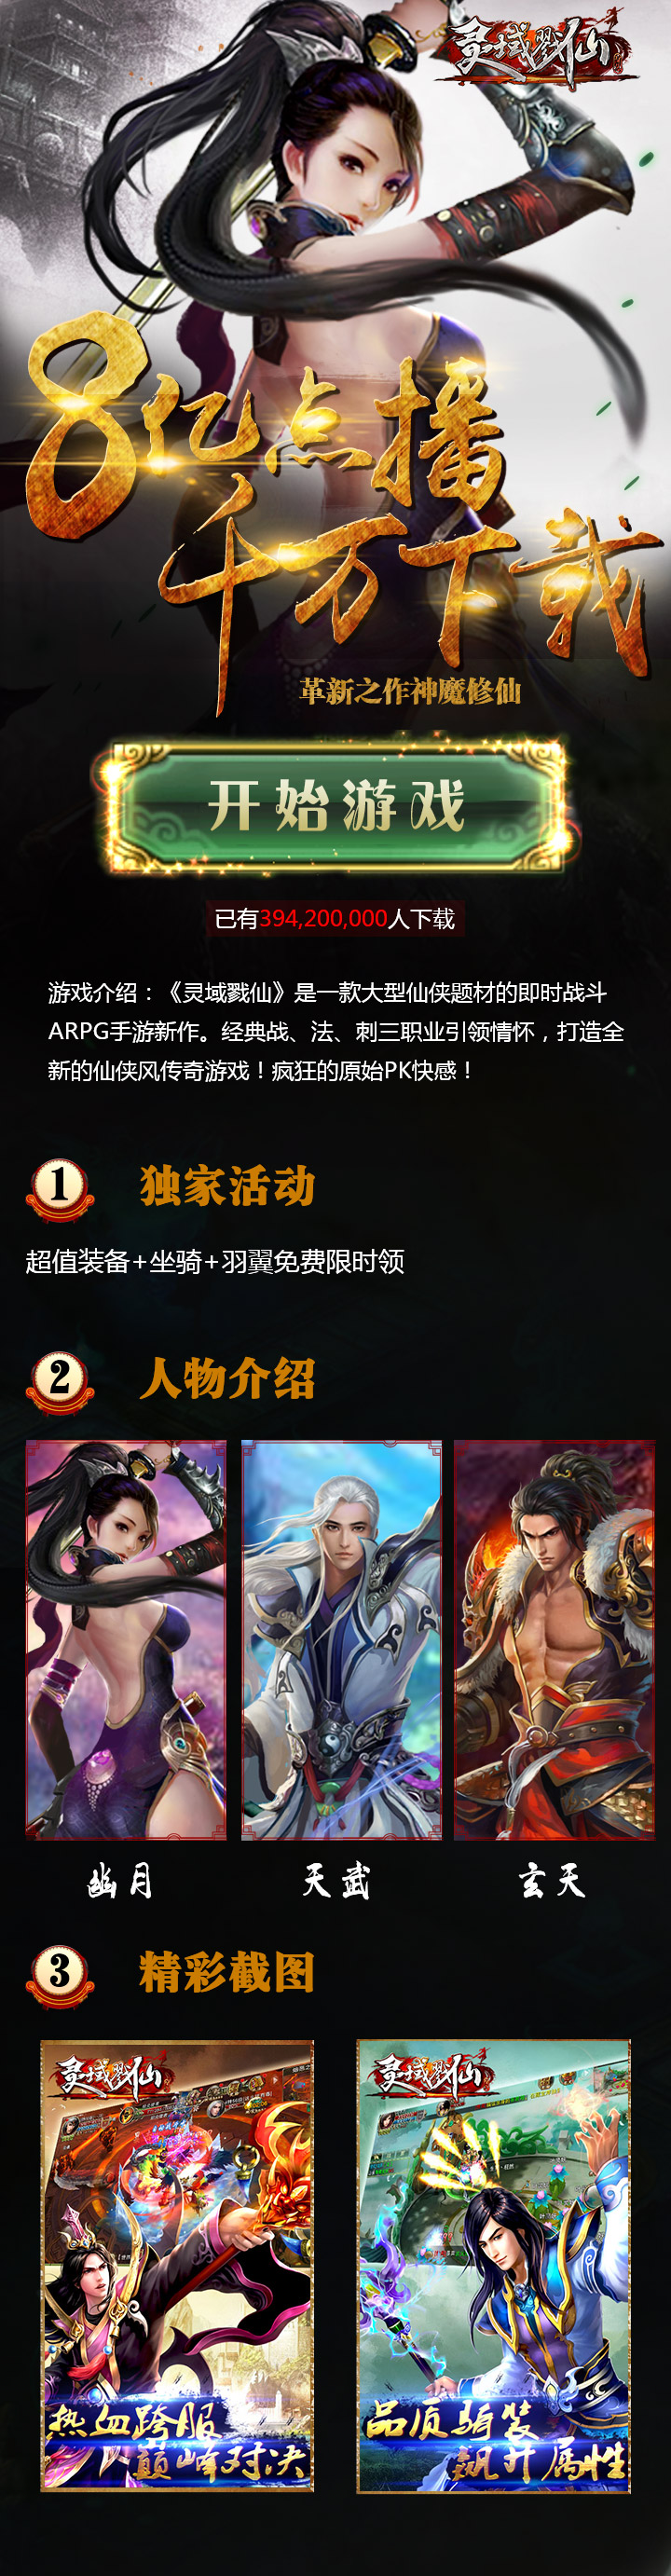 灵域戮仙
8亿点播
千万下载
革新之作神魔修仙
开始游戏
已有394,200,000人下载
游戏介绍：《灵域戮仙》是一款大型仙侠题材的即时战斗
ARPG手游新作。经典战、法、刺三职业引领情怀，打造全
新的仙侠风传奇游戏！疯狂的原始PK快感！
1 独家活动
超值装备+坐骑+羽翼免费限时领
2 人物介绍
幽月 天武 玄天
3 精彩截图
灵域戮仙
热血跨服
巅峰对决
灵域戮仙
品质骑装
飙升属性